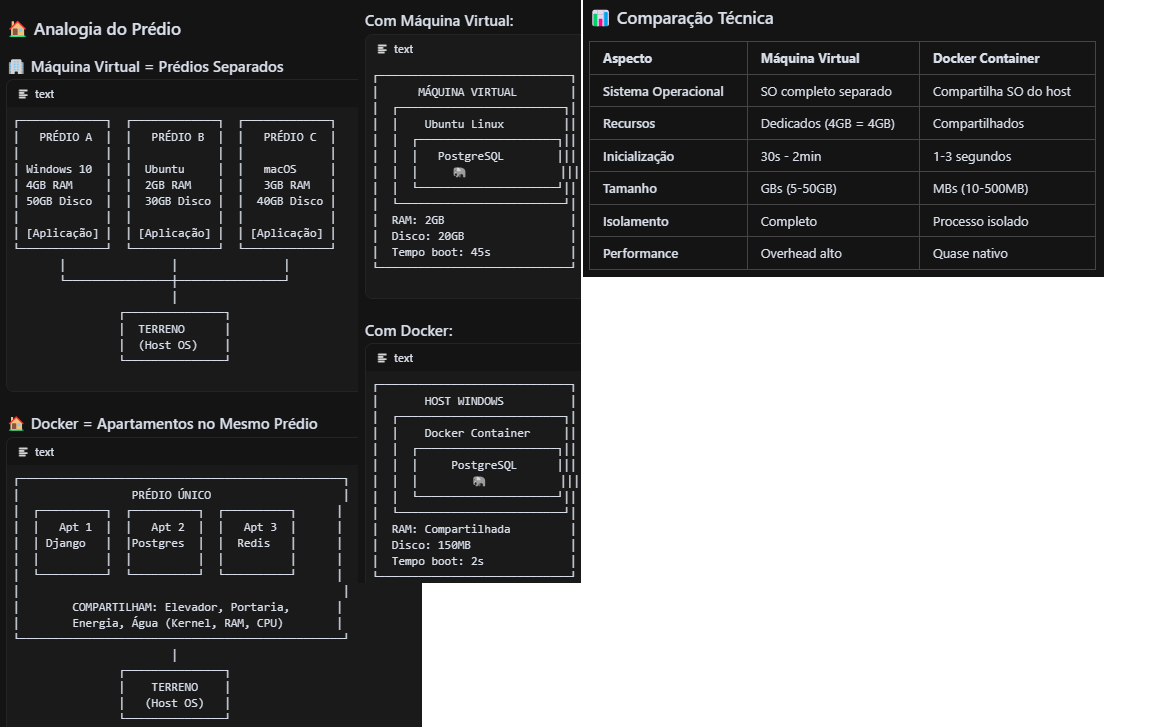 Analogia do Prédio
Máquina Virtual = Prédios Separados
text
PRÉDIO A PRÉDIO B PRÉDIO C
Windows 10 Ubuntu macOS
4GB RAM 2GB RAM 3GB RAM
50GB Disco 30GB Disco 40GB Disco
[Aplicação] [Aplicação] [Aplicação]
TERRENO
(Host OS)
Docker = Apartamentos no Mesmo Prédio
text
PRÉDIO ÚNICO
Apt 1 Apt 2 Apt 3
Django Postgres Redis
COMPARTILHAM: Elevador, Portaria,
Energia, Água (Kernel, RAM, CPU)
TERRENO
(Host OS)
Com Máquina Virtual:
text
MÁQUINA VIRTUAL
Ubuntu Linux
PostgreSQL
RAM: 2GB
Disco: 20GB
Tempo boot: 45s
Com Docker:
text
HOST WINDOWS
Docker Container
PostgreSQL
RAM: Compartilhada
Disco: 150MB
Tempo boot: 2s
Comparação Técnica
Aspecto Máquina Virtual Docker Container
Sistema Operacional SO completo separado Compartilha SO do host
Recursos Dedicados (4GB = 4GB) Compartilhados
Inicialização 30s - 2min 1-3 segundos
Tamanho GBs (5-50GB) MBs (10-500MB)
Isolamento Completo Processo isolado
Performance Overhead alto Quase nativo